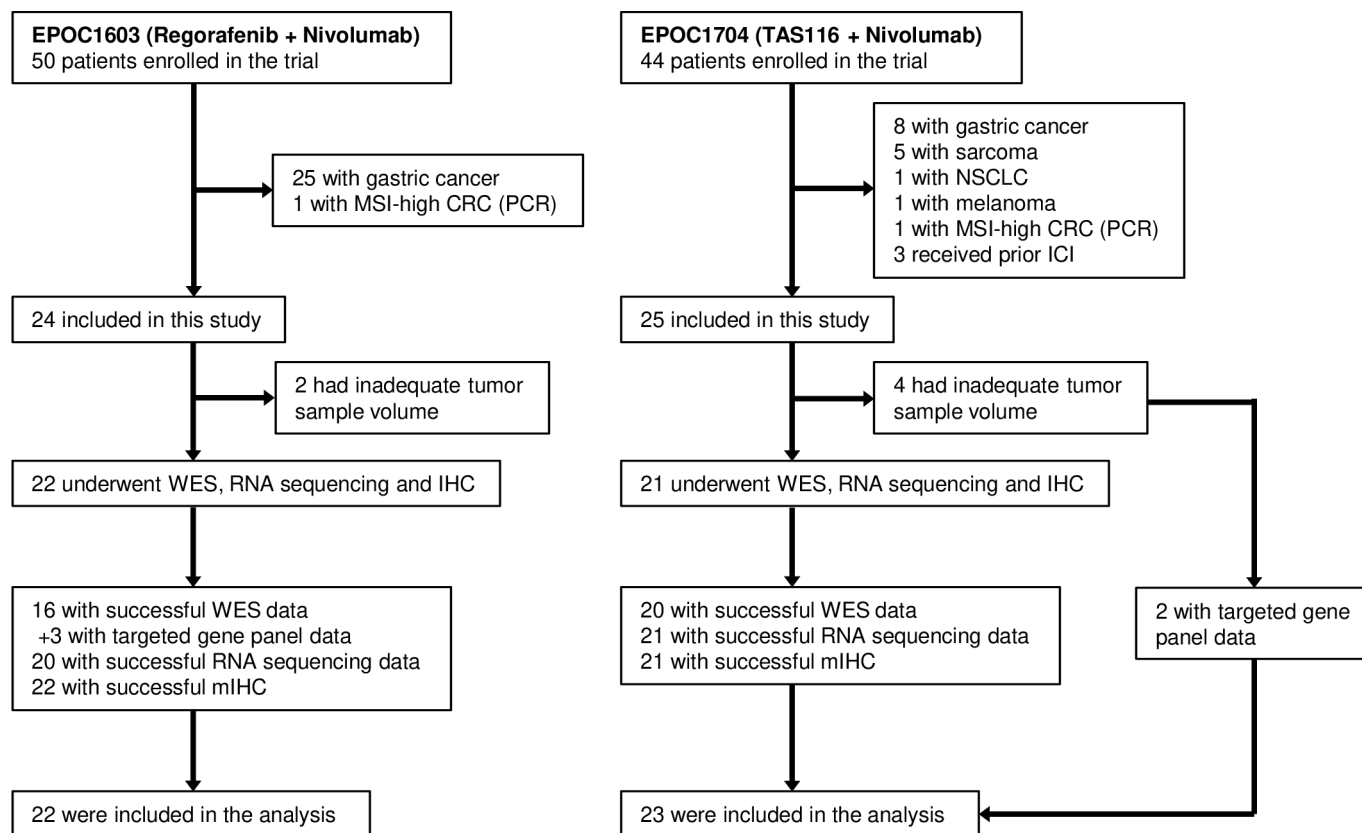 EPOC1603 (Regorafenib + Nivolumab)
50 patients enrolled in the trial
25 with gastric cancer
1 with MSI-high CRC (PCR)
24 included in this study
2 had inadequate tumor
sample volume
22 underwent WES, RNA sequencing and IHC
16 with successful WES data
+3 with targeted gene panel data
20 with successful RNA sequencing data
22 with successful mIHC
22 were included in the analysis
EPOC1704 (TAS116 + Nivolumab)
44 patients enrolled in the trial
8 with gastric cancer
5 with sarcoma
1 with NSCLC
1 with melanoma
1 with MSI-high CRC (PCR)
3 received prior ICI
25 included in this study
4 had inadequate tumor
sample volume
21 underwent WES, RNA sequencing and IHC
20 with successful WES data
21 with successful RNA sequencing data
21 with successful mIHC
2 with targeted gene
panel data
23 were included in the analysis